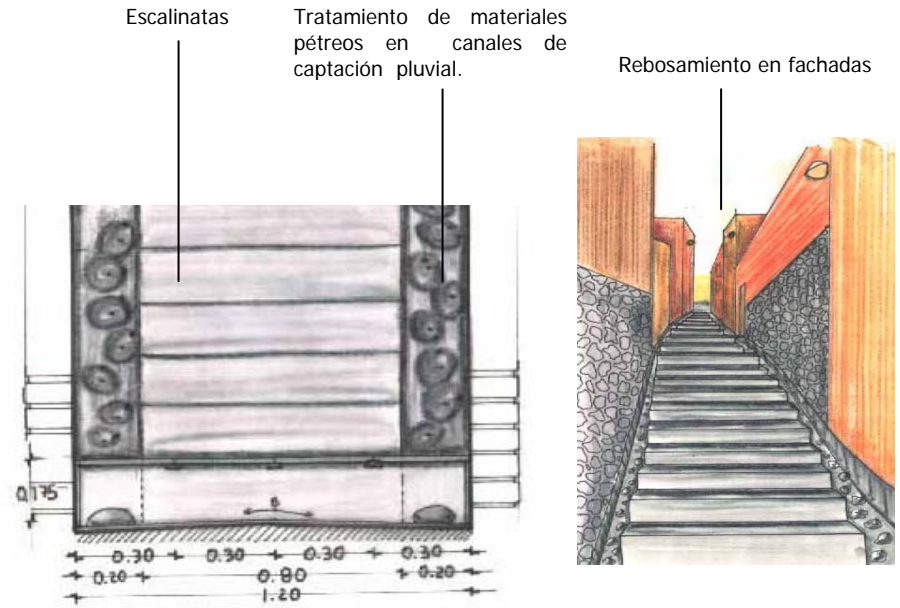 Escalinatas
Tratamiento de materiales
pétreos en canales de
captación pluvial.
Rebosamiento en fachadas
0.175
0.30 0.30 0.30 0.30
0.20 0.80 0.20
1.20